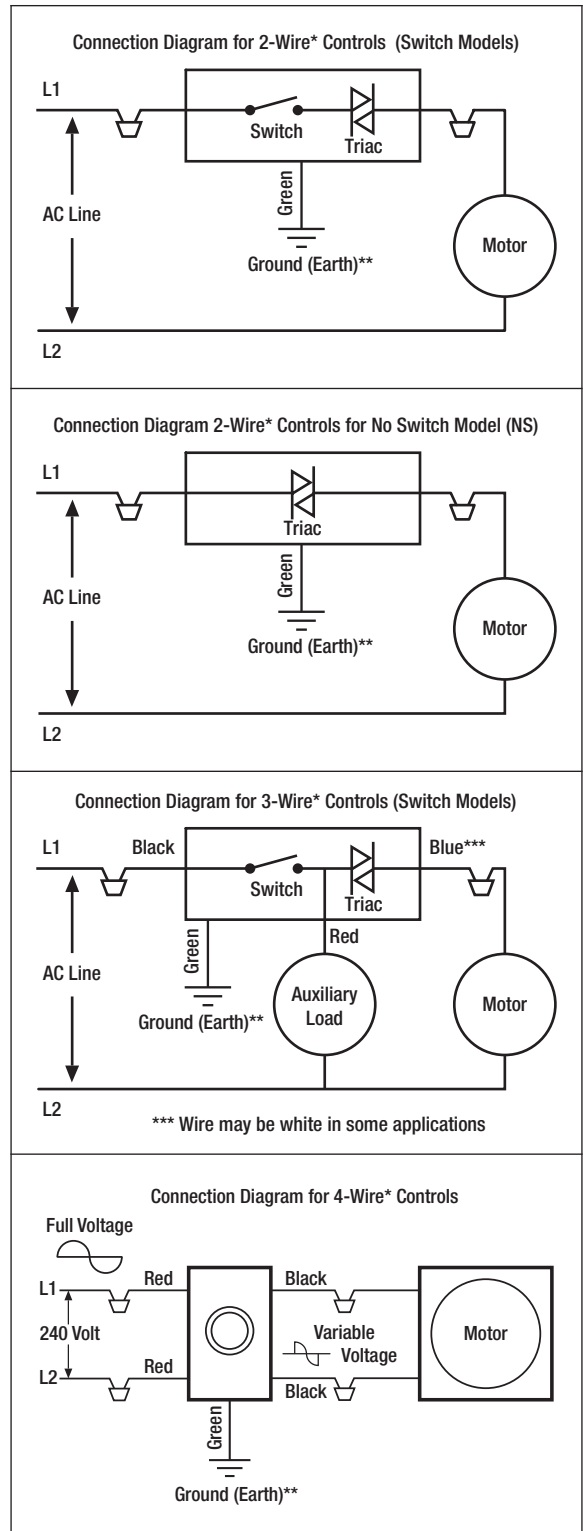 Connection Diagram for 2-Wire* Controls (Switch Models)
L1
Switch
Triac
Green
AC Line
Ground (Earth)**
Motor
L2
Connection Diagram 2-Wire* Controls for No Switch Model (NS)
L1
Triac
Green
AC Line
Ground (Earth)**
Motor
L2
Connection Diagram for 3-Wire* Controls (Switch Models)
L1
Black
Blue***
Switch
Triac
Red
Green
AC Line
Auxiliary
Load
Motor
Ground (Earth)**
L2
*** Wire may be white in some applications
Connection Diagram for 4-Wire* Controls
Full Voltage
L1
Red
Black
240 Volt
Variable
Voltage
Motor
L2
Red
Black
Green
Ground (Earth)**